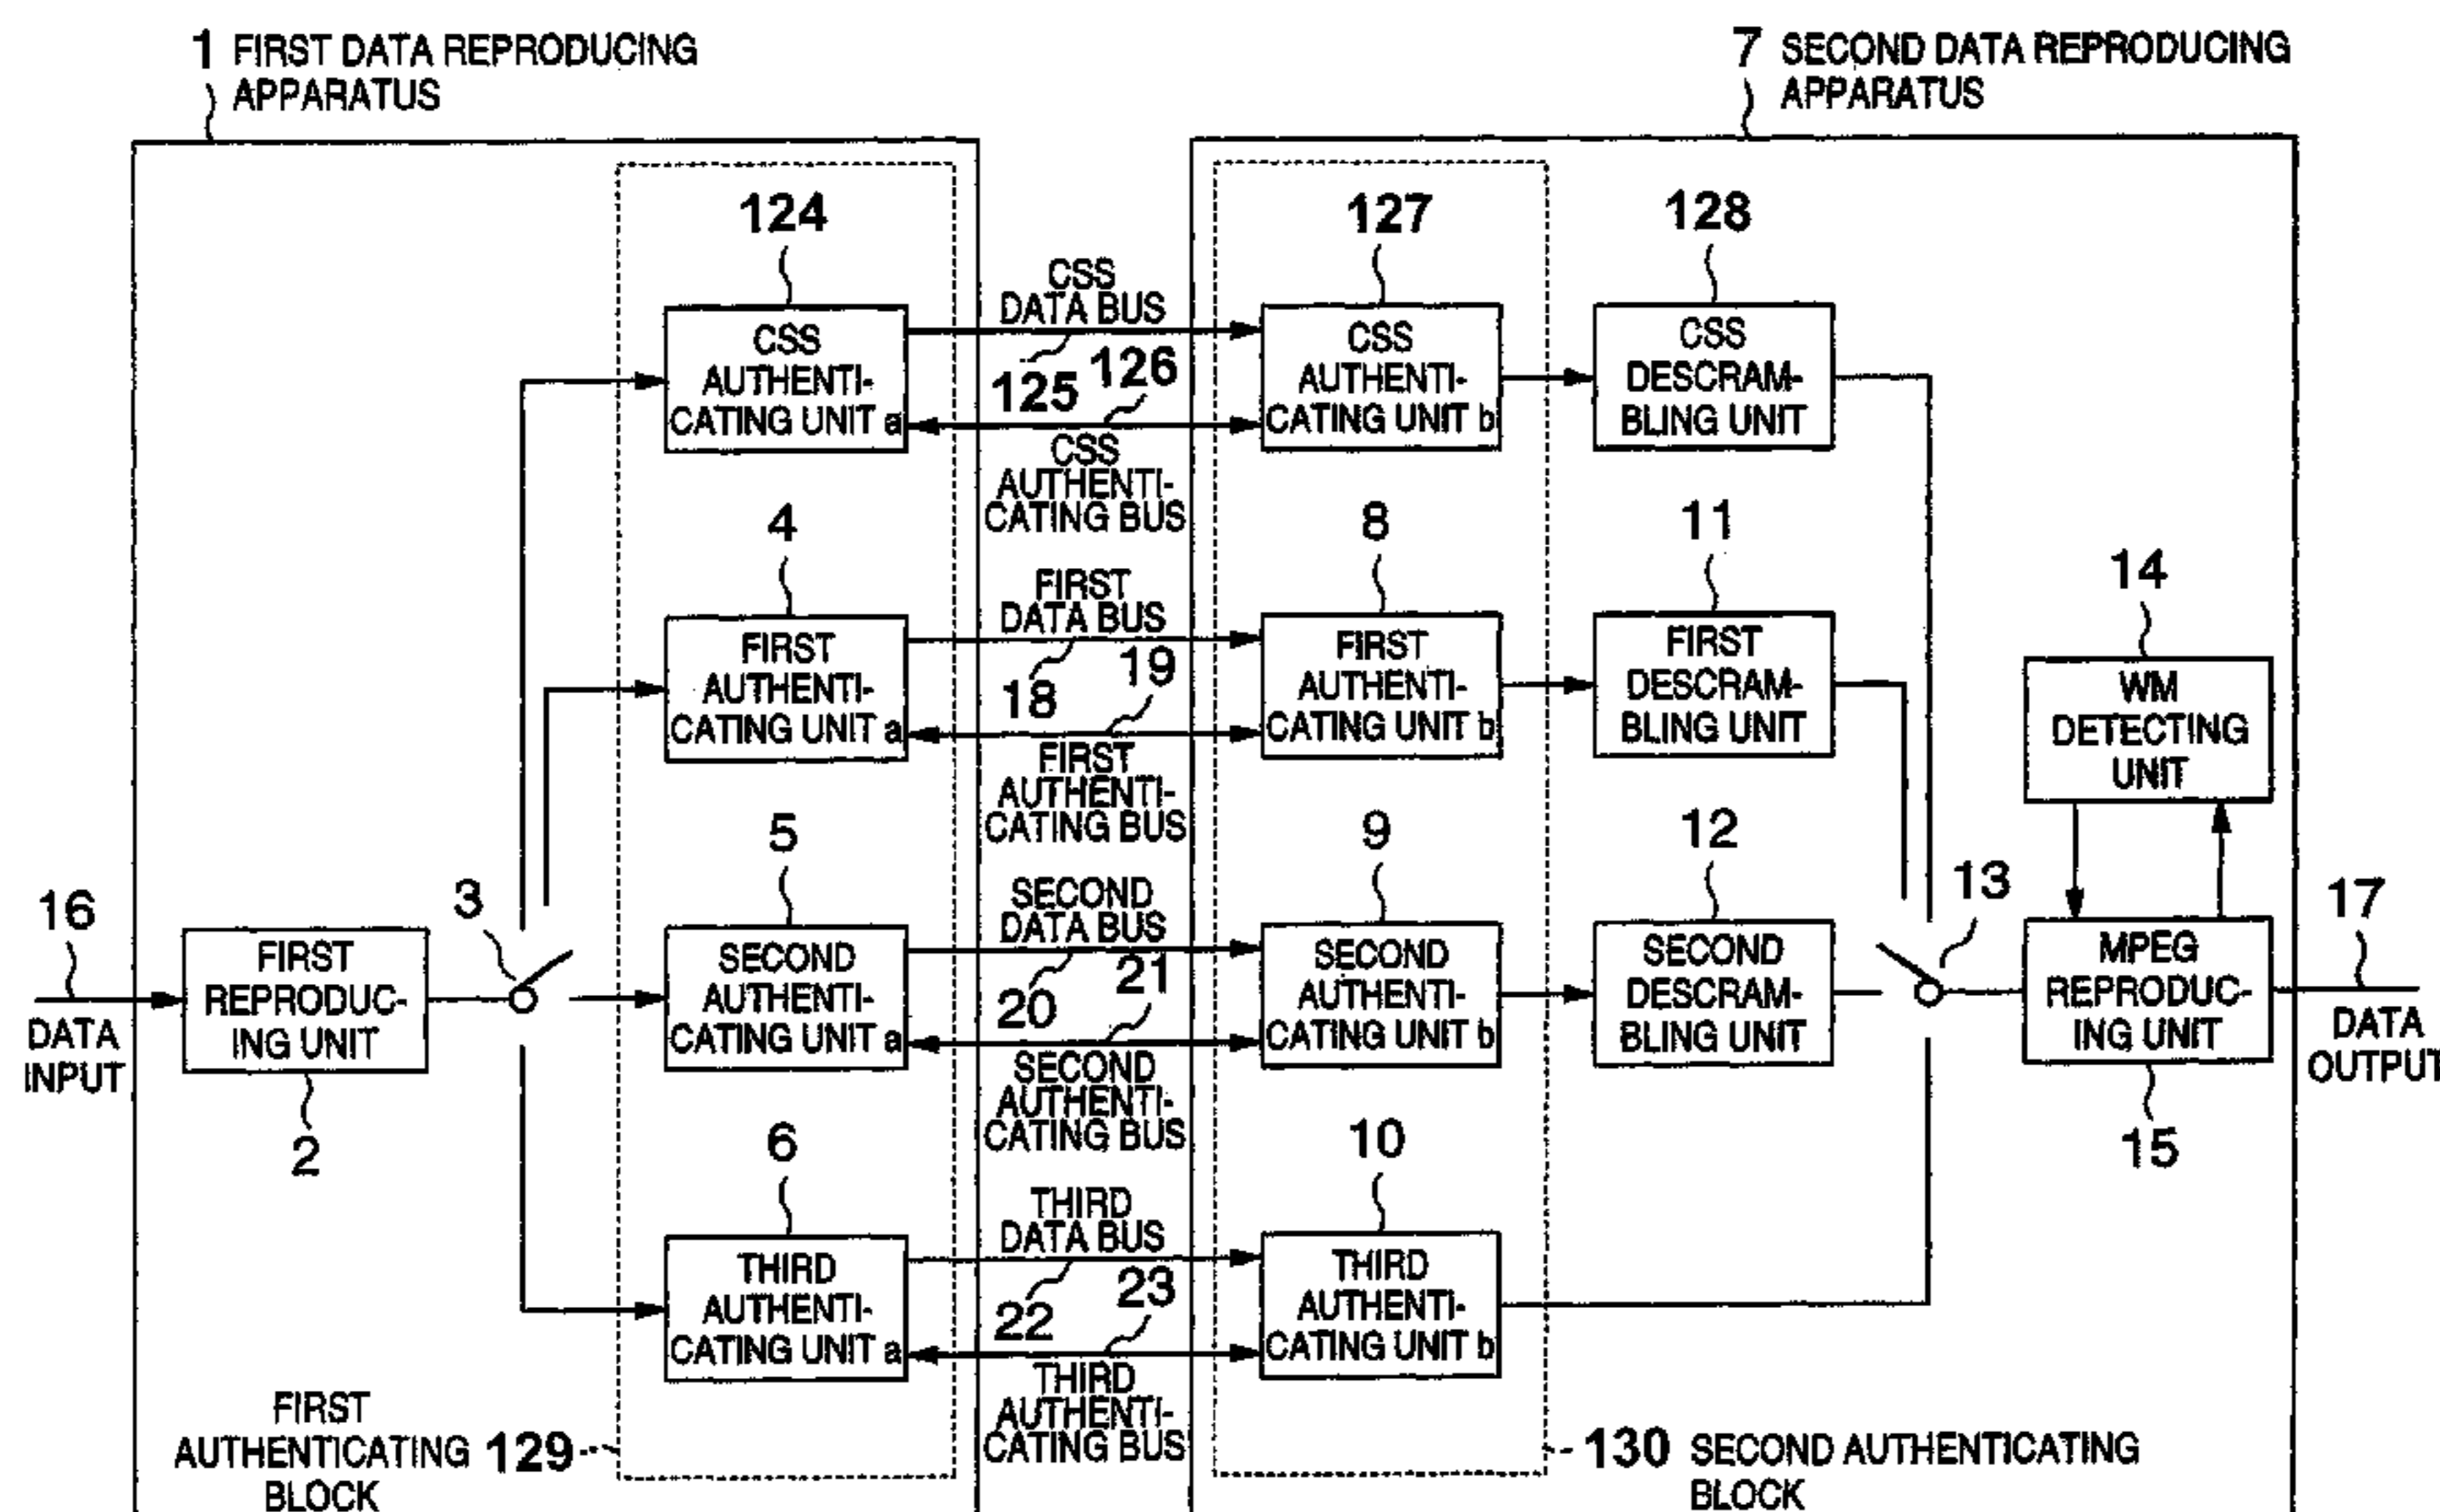 1 FIRST DATA REPRODUCING
APPARATUS
7 SECOND DATA REPRODUCING
APPARATUS
124
127
128
CSS
DATA BUS
CSS
AUTHENTI-
CATING UNIT a
125
126
CSS
AUTHENTI-
CATING UNIT b
CSS
DESCRAM-
BLING UNIT
CSS
AUTHENTI-
CATING BUS
4
8
11
FIRST
DATA BUS
14
FIRST
AUTHENTI-
CATING UNIT a
18
19
FIRST
AUTHENTI-
CATING UNIT b
FIRST
DESCRAM-
BLING UNIT
WM
DETECTING
UNIT
FIRST
AUTHENTI-
CATING BUS
5
9
12
16
3
SECOND
DATA BUS
13
17
DATA
INPUT
FIRST
REPRODUC-
ING UNIT
2
SECOND
AUTHENTI-
CATING UNIT a
20
21
SECOND
AUTHENTI-
CATING UNIT b
SECOND
DESCRAM-
BLING UNIT
MPEG
REPRODUC-
ING UNIT
15
DATA
OUTPUT
SECOND
AUTHENTI-
CATING BUS
6
10
THIRD
DATA BUS
THIRD
AUTHENTI-
CATING UNIT a
22
23
THIRD
AUTHENTI-
CATING UNIT b
THIRD
AUTHENTI-
CATING BUS
FIRST
AUTHENTICATING 129
BLOCK
130 SECOND AUTHENTICATING
BLOCK